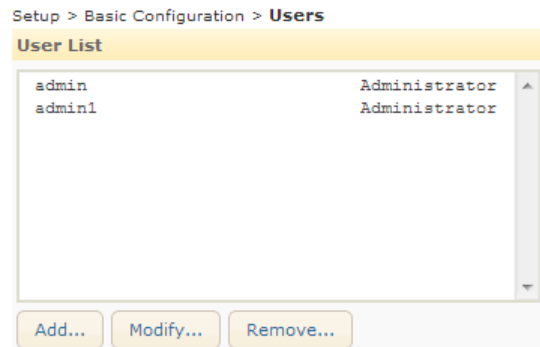 Setup > Basic Configuration > Users
User List
admin Administrator
admin1 Administrator
Add... Modify... Remove...